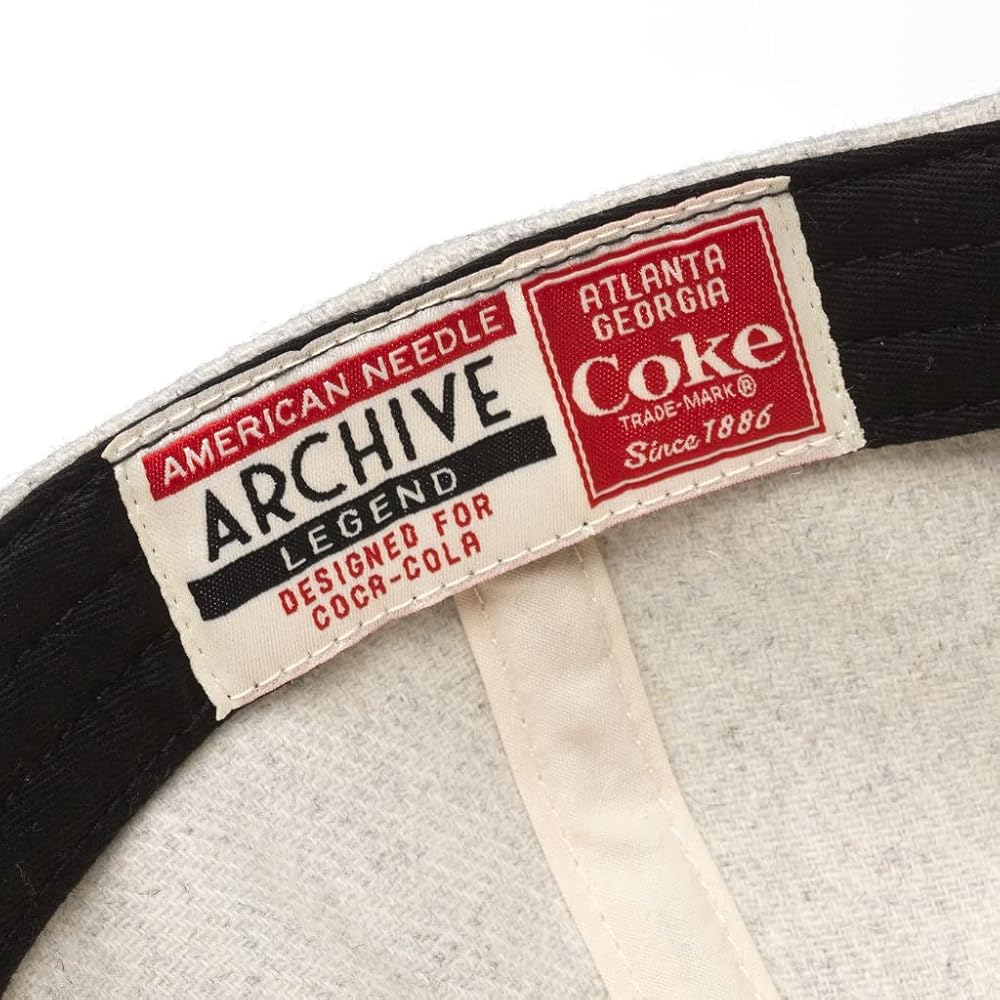 AMERICAN NEEDLE
ARCHIVE
LEGEND
DESIGNED FOR
COCA-COLA
ATLANTA
GEORGIA
Coke
TRADE-MARK®
Since 1886